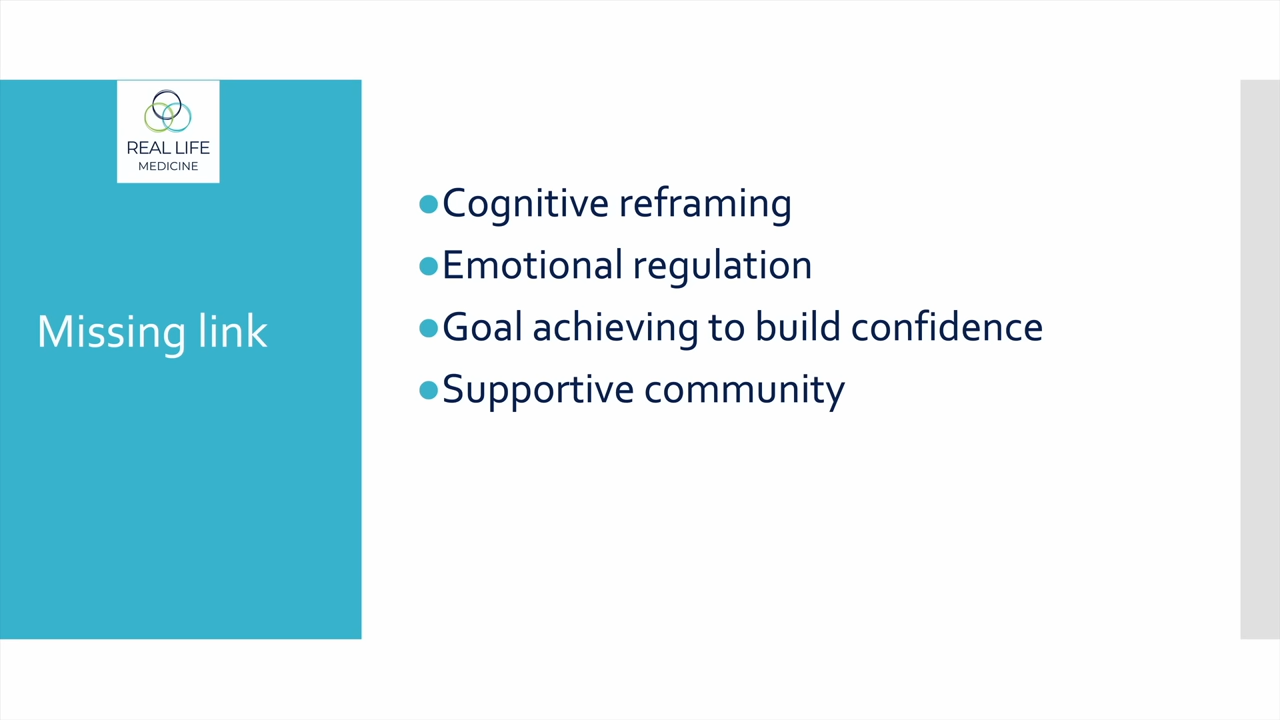 REAL LIFE
MEDICINE
Missing link
●Cognitive reframing
●Emotional regulation
●Goal achieving to build confidence
●Supportive community